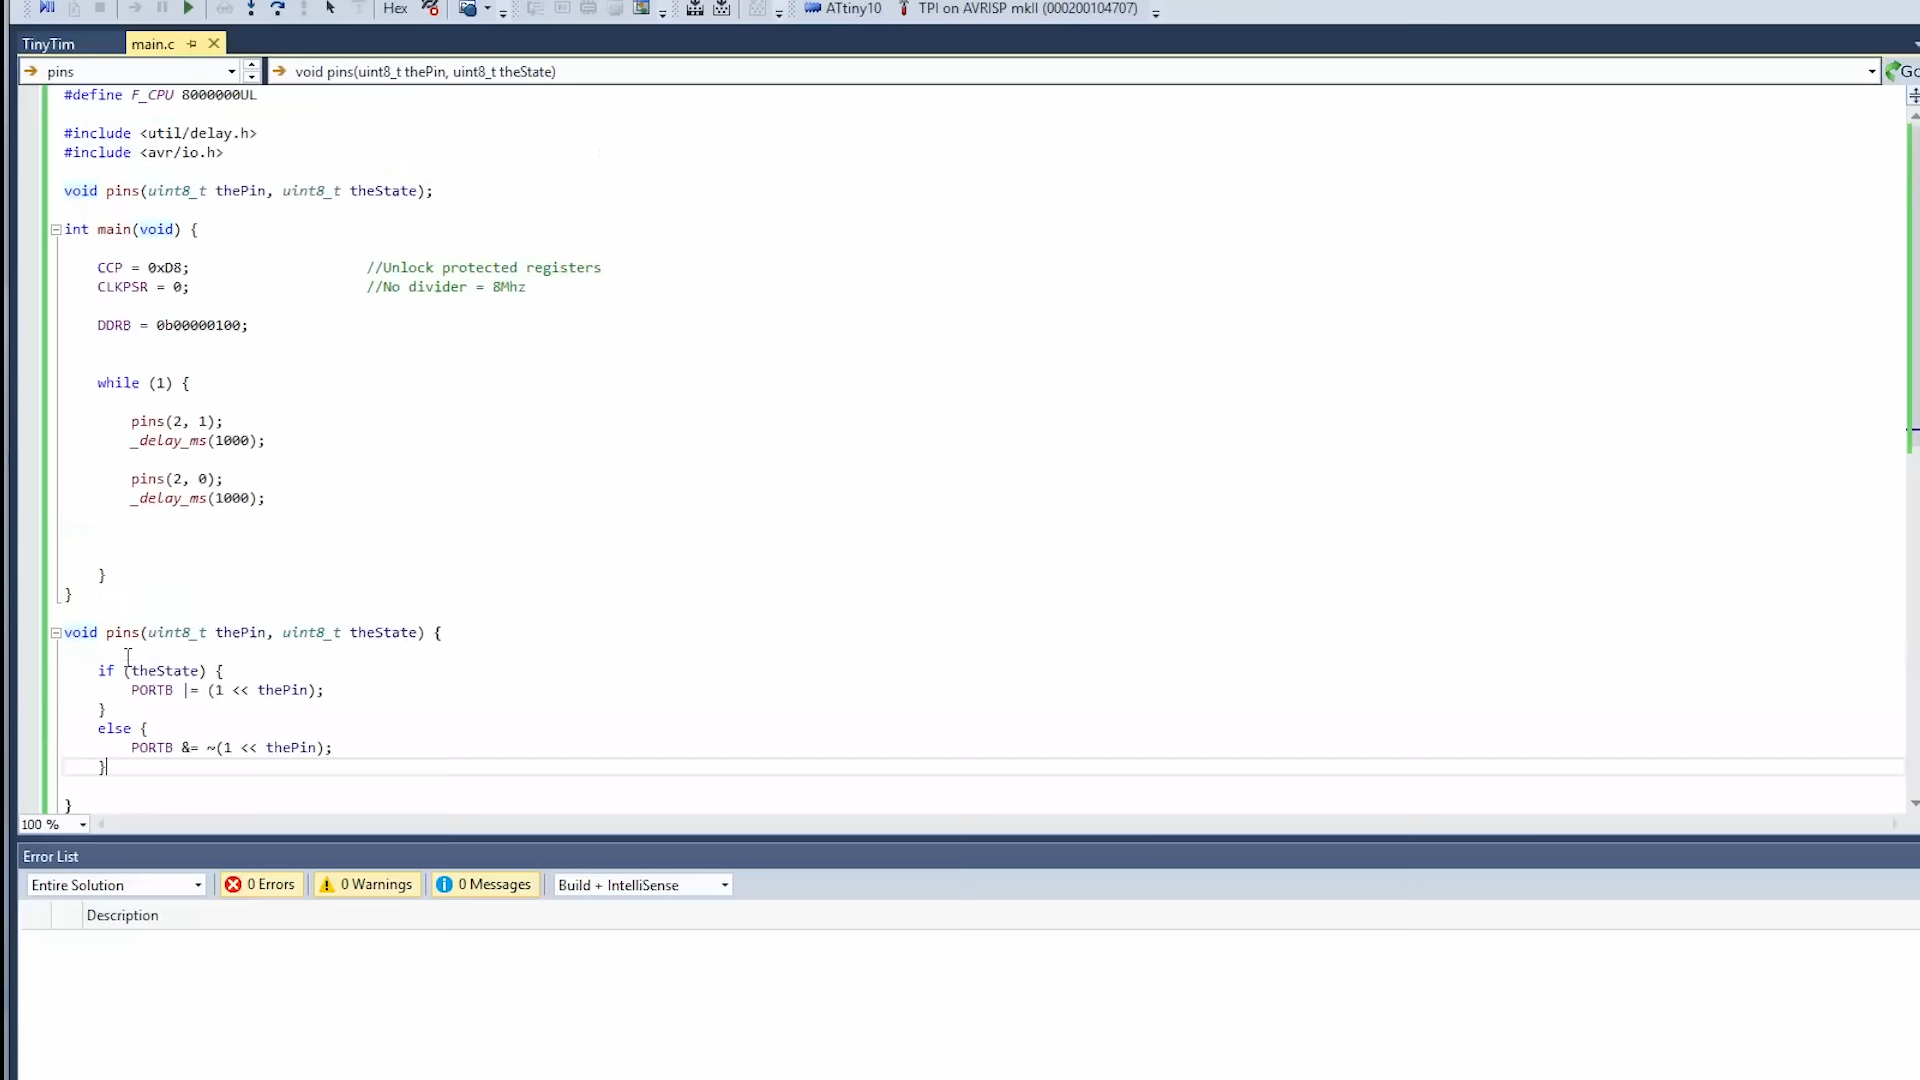 Hex ATtiny10 TPI on AVRISP mkII (000200104707)
TinyTim main.c
pins void pins(uint8_t thePin, uint8_t theState) Go
#define F_CPU 8000000UL
#include <util/delay.h>
#include <avr/io.h>
void pins(uint8_t thePin, uint8_t theState);
int main(void) {
CCP = 0xD8; //Unlock protected registers
CLKPSR = 0; //No divider = 8Mhz
DDRB = 0b00000100;
while (1) {
pins(2, 1);
_delay_ms(1000);
pins(2, 0);
_delay_ms(1000);
}
}
void pins(uint8_t thePin, uint8_t theState) {
if (theState) {
PORTB |= (1 << thePin);
}
else {
PORTB &= ~(1 << thePin);
}
}
100 %
Error List
Entire Solution 0 Errors 0 Warnings 0 Messages Build + IntelliSense
Description